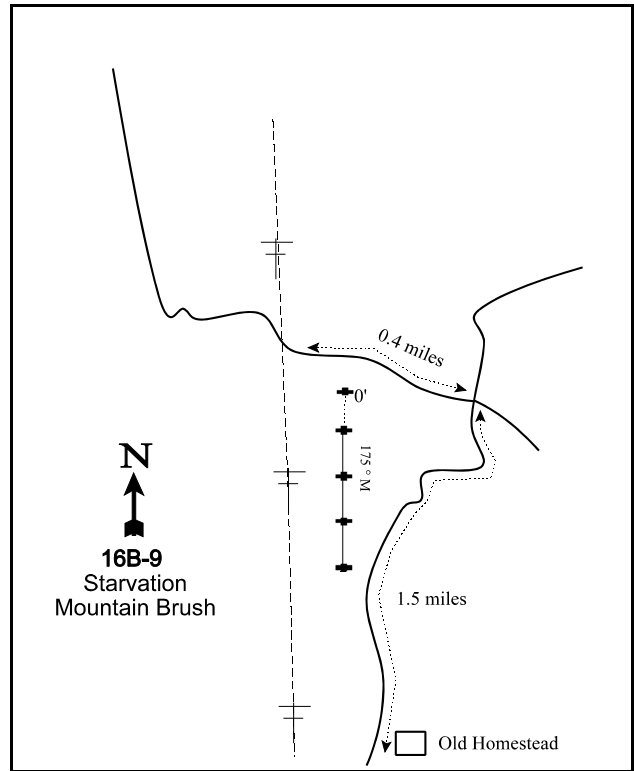 0.4 miles
0'
175° M
N
16B-9
Starvation
Mountain Brush
1.5 miles
Old Homestead